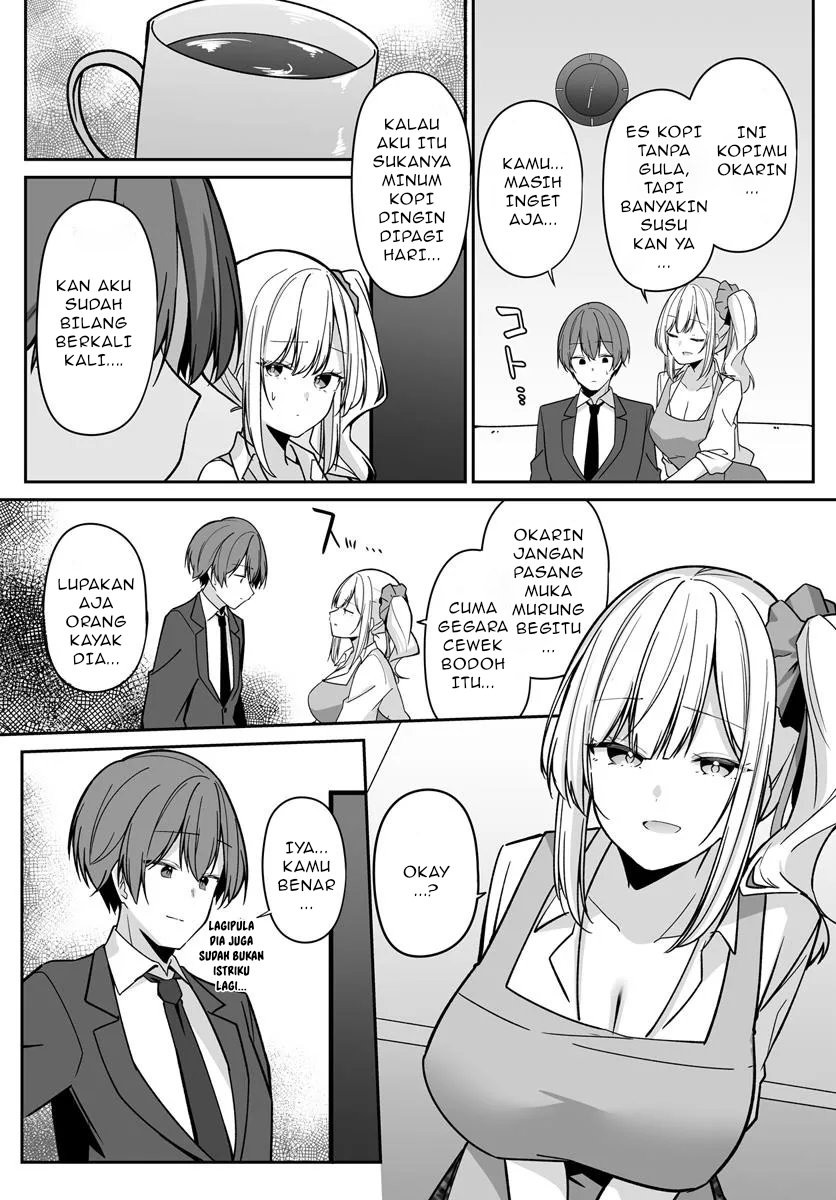 INI
KOPIMU
OKARIN
...
ES KOPI
TANPA
GULA,
TAPI
BANYAKIN
SUSU
KAN YA
...
KAMU...
MASIH
INGET
AJA...
コト...
KALAU
AKU ITU
SUKANYA
MINUM
KOPI
DINGIN
DIPAGI
HARI...
KAN AKU
SUDAH
BILANG
BERKALI
KALI....
OKARIN
JANGAN
PASANG
MUKA
MURUNG
BEGITU
...
CUMA
GEGARA
CEWEK
BODOH
ITU...
ス...
LUPAKAN
AJA
ORANG
KAYAK
DIA...
OKAY
...?
IYA...
KAMU
BENAR
...
LAGIPULA
DIA JUGA
SUDAH BUKAN
ISTRIKU
LAGI...